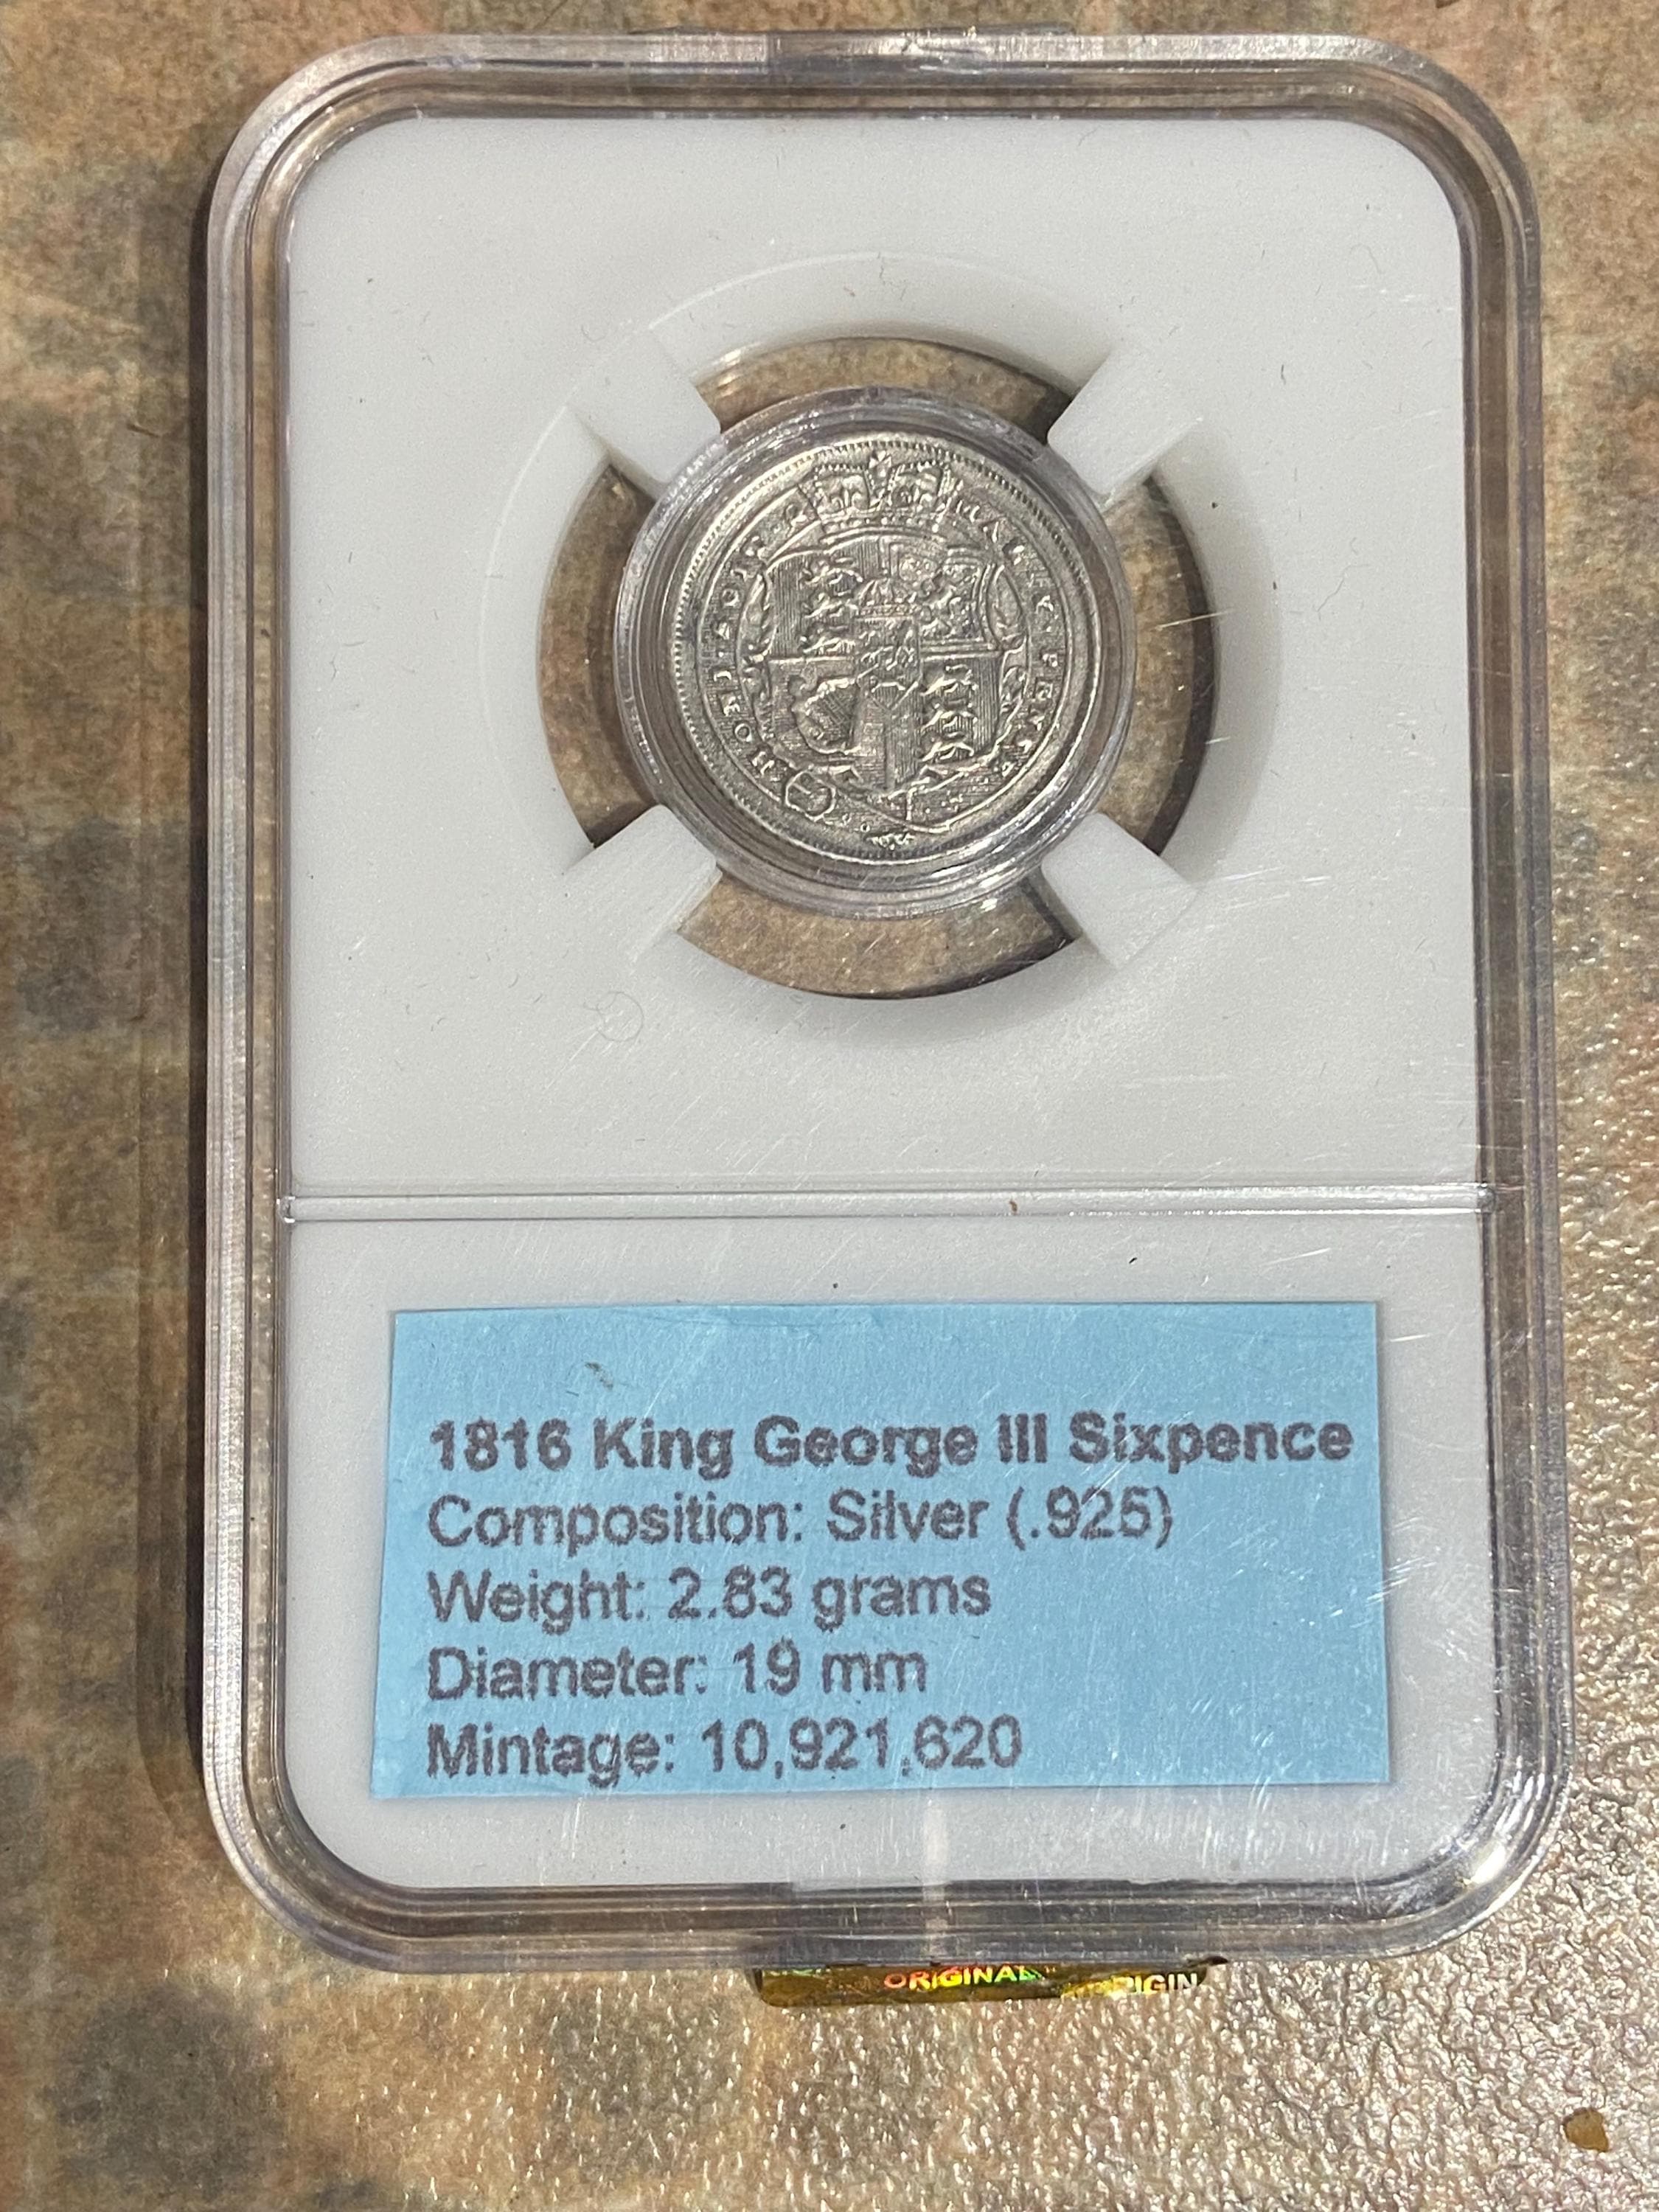 1816 King George III Sixpence
Composition: Silver (.925)
Weight: 2.83 grams
Diameter: 19 mm
Mintage: 10,921,620
ORIGINAL